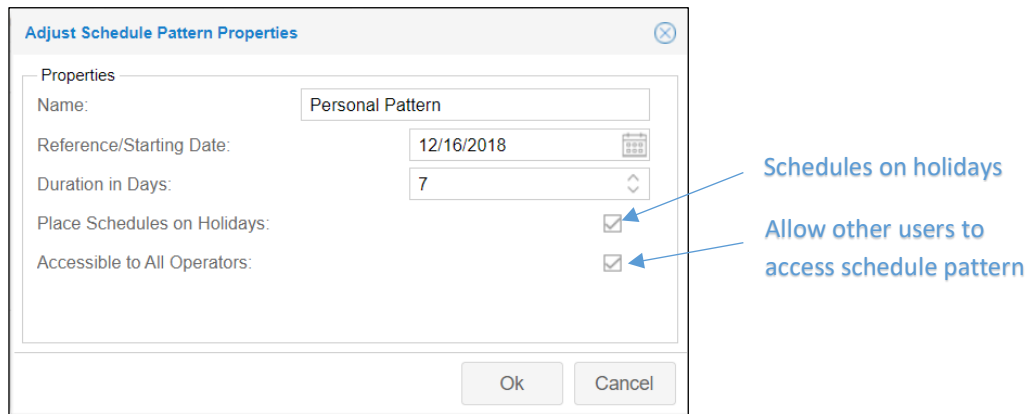 Adjust Schedule Pattern Properties
Properties
Name: Personal Pattern
Reference/Starting Date: 12/16/2018
Duration in Days: 7
Place Schedules on Holidays:
Accessible to All Operators:
Schedules on holidays
Allow other users to
access schedule pattern
Ok Cancel